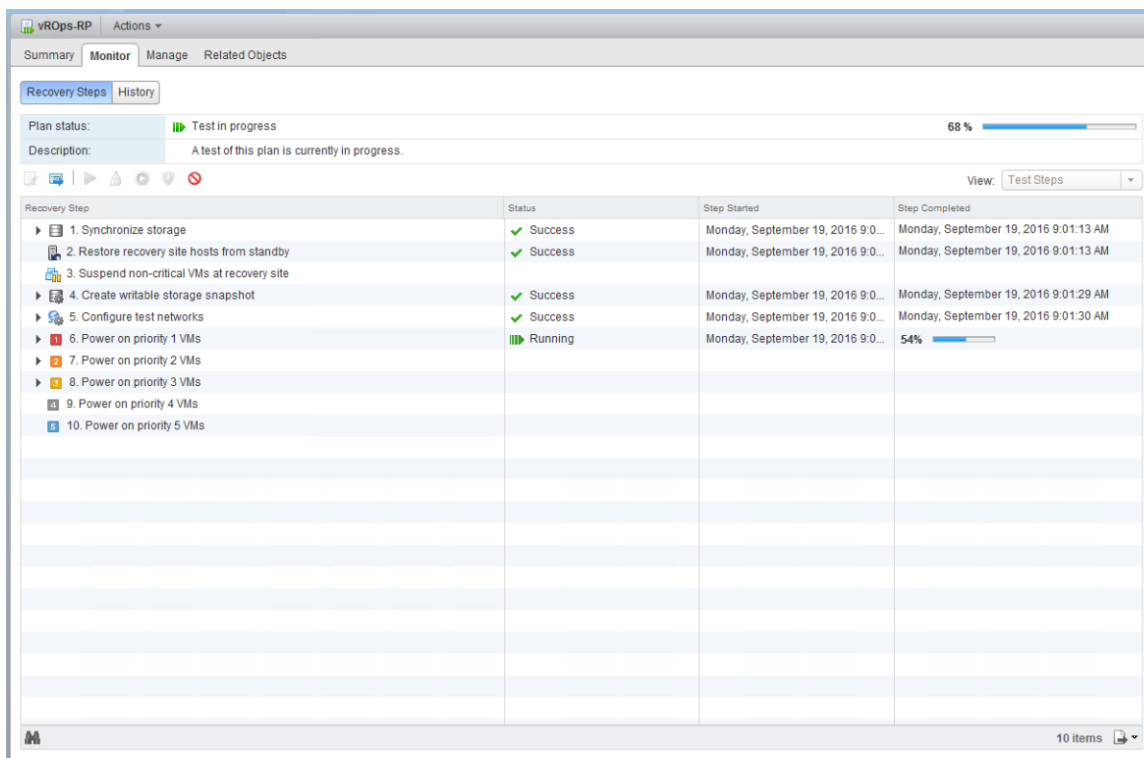 vROps-RP Actions
Summary Monitor Manage Related Objects
Recovery Steps History
Plan status: Test in progress 68 %
Description: A test of this plan is currently in progress.
View: Test Steps
Recovery Step Status Step Started Step Completed
1. Synchronize storage Success Monday, September 19, 2016 9:0... Monday, September 19, 2016 9:01:13 AM
2. Restore recovery site hosts from standby Success Monday, September 19, 2016 9:0... Monday, September 19, 2016 9:01:13 AM
3. Suspend non-critical VMs at recovery site
4. Create writable storage snapshot Success Monday, September 19, 2016 9:0... Monday, September 19, 2016 9:01:29 AM
5. Configure test networks Success Monday, September 19, 2016 9:0... Monday, September 19, 2016 9:01:30 AM
1 6. Power on priority 1 VMs Running Monday, September 19, 2016 9:0... 54%
2 7. Power on priority 2 VMs
3 8. Power on priority 3 VMs
4 9. Power on priority 4 VMs
5 10. Power on priority 5 VMs
10 items